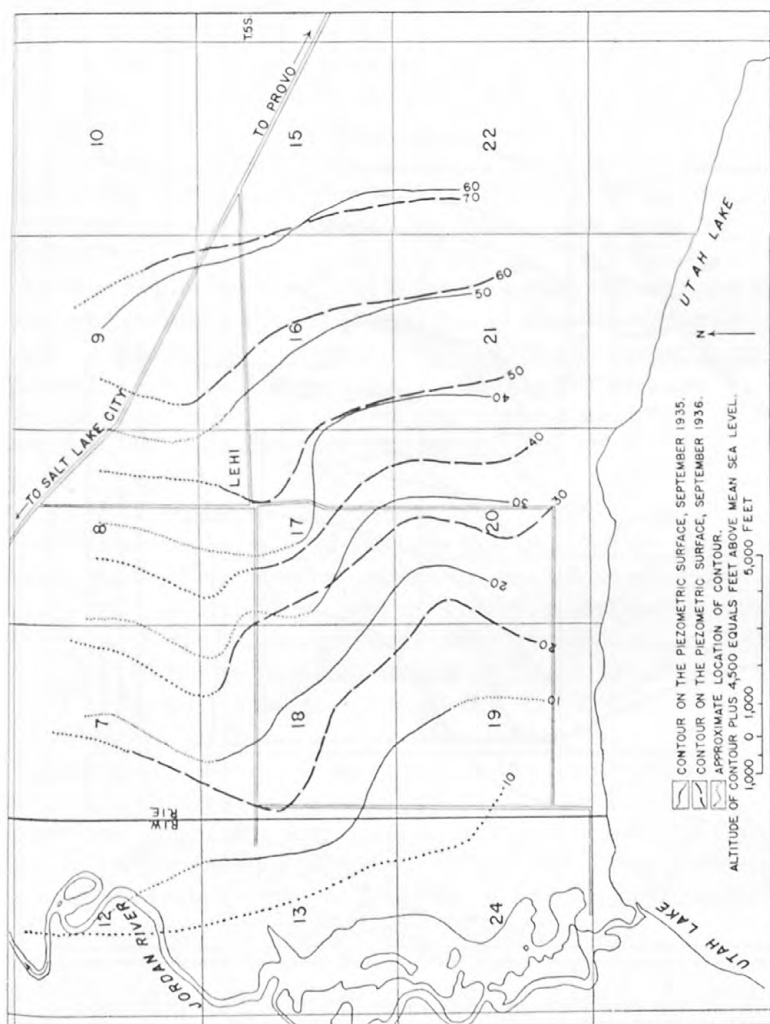 T.5S.
TO PROVO
10
15
22
60
70
9
16
21
60
50
50
40
TO SALT LAKE CITY
LEHI
8
17
20
40
30
30
20
20
7
18
19
10
10
R.I W.
R.I E.
12
13
24
JORDAN RIVER
UTAH LAKE
UTAH LAKE
N
CONTOUR ON THE PIEZOMETRIC SURFACE, SEPTEMBER 1935.
CONTOUR ON THE PIEZOMETRIC SURFACE, SEPTEMBER 1936.
APPROXIMATE LOCATION OF CONTOUR.
ALTITUDE OF CONTOUR PLUS 4,500 EQUALS FEET ABOVE MEAN SEA LEVEL.
1,000 0 1,000 5,000 FEET